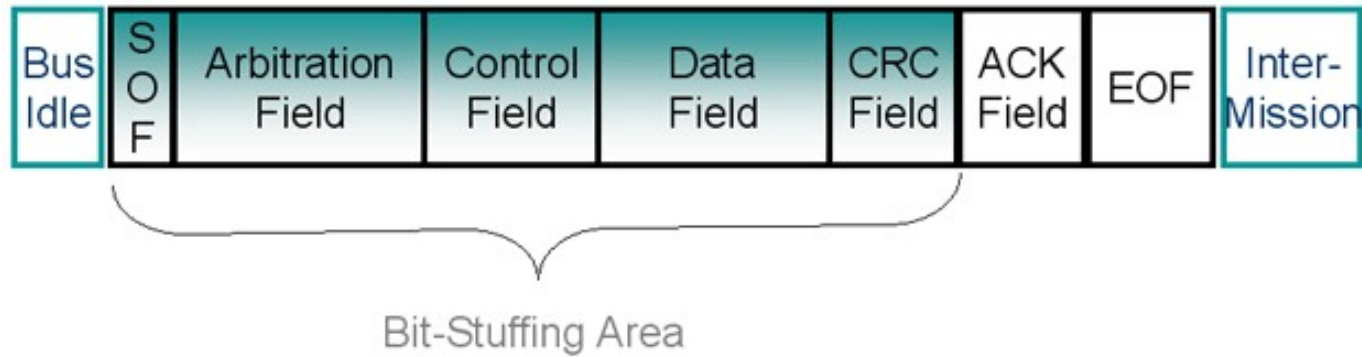 Bus
Idle
S
O
F
Arbitration
Field
Control
Field
Data
Field
CRC
Field
ACK
Field
EOF
Inter-
Mission
Bit-Stuffing Area